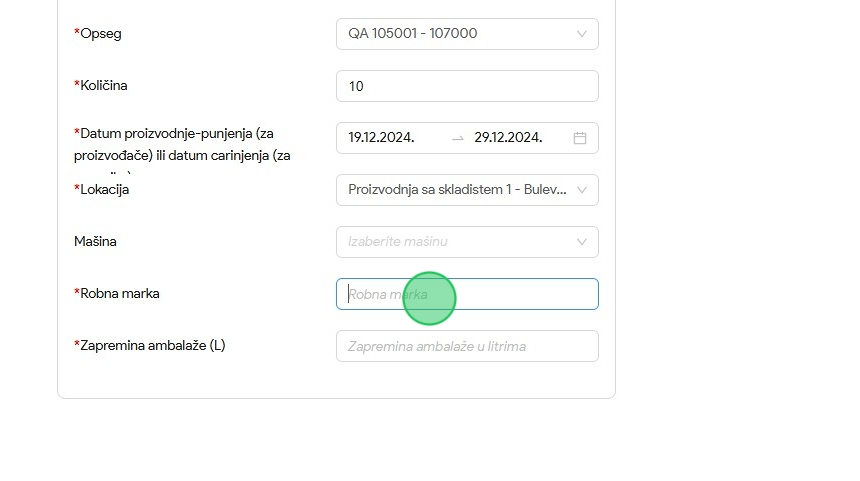 *Opseg
QA 105001 - 107000
*Količina
10
*Datum proizvodnje-punjenja (za
proizvođače) ili datum carinjenja (za
19.12.2024. → 29.12.2024.
*Lokacija
Proizvodnja sa skladistem 1 - Bulev...
Mašina
Izaberite mašinu
*Robna marka
Robna marka
*Zapremina ambalaže (L)
Zapremina ambalaže u litrima